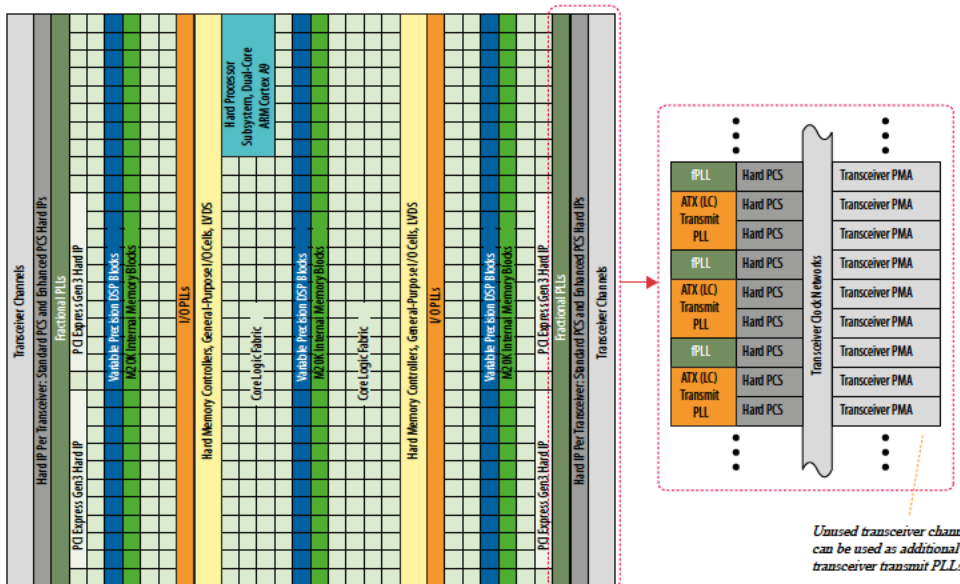 Transceiver Channels
Hard IP Per Transceiver: Standard PCS and Enhanced PCS Hard IPs
Fractional PLLs
PCI Express Gen3 Hard IP
PCI Express Gen3 Hard IP
Variable Precision DSP Blocks
M20K Internal Memory Blocks
I/O PLLs
Hard Memory Controllers, General-Purpose I/O Cells, LVDS
Hard Processor
Subsystem, Dual-Core
ARM Cortex A9
Core Logic Fabric
Variable Precision DSP Blocks
M20K Internal Memory Blocks
Core Logic Fabric
Hard Memory Controllers, General-Purpose I/O Cells, LVDS
I/O PLLs
Variable Precision DSP Blocks
M20K Internal Memory Blocks
PCI Express Gen3 Hard IP
PCI Express Gen3 Hard IP
Fractional PLLs
Hard IP Per Transceiver: Standard PCS and Enhanced PCS Hard IPs
Transceiver Channels
fPLL Hard PCS Transceiver PMA
ATX (LC) Hard PCS Transceiver PMA
Transmit
PLL Hard PCS Transceiver PMA
fPLL Hard PCS Transceiver PMA
ATX (LC) Hard PCS Transceiver PMA
Transmit
PLL Hard PCS Transceiver PMA
fPLL Hard PCS Transceiver PMA
ATX (LC) Hard PCS Transceiver PMA
Transmit
PLL Hard PCS Transceiver PMA
Transceiver Clock Networks
Unused transceiver
can be used as additional
transceiver transmit PLLs